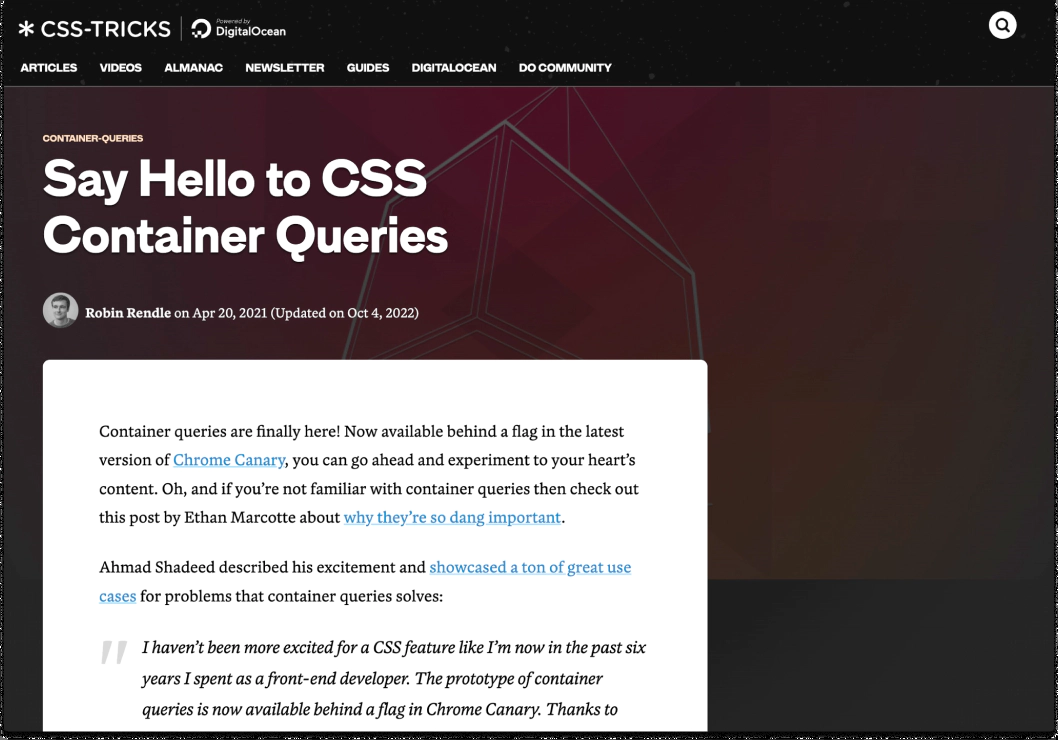 CSS-TRICKS
Powered by
DigitalOcean
ARTICLES VIDEOS ALMANAC NEWSLETTER GUIDES DIGITALOCEAN DO COMMUNITY
CONTAINER-QUERIES
Say Hello to CSS
Container Queries
Robin Rendle on Apr 20, 2021 (Updated on Oct 4, 2022)
Container queries are finally here! Now available behind a flag in the latest
version of Chrome Canary, you can go ahead and experiment to your heart’s
content. Oh, and if you’re not familiar with container queries then check out
this post by Ethan Marcotte about why they’re so dang important.
Ahmad Shadeed described his excitement and showcased a ton of great use
cases for problems that container queries solves:
" I haven’t been more excited for a CSS feature like I’m now in the past six
years I spent as a front-end developer. The prototype of container
queries is now available behind a flag in Chrome Canary. Thanks to